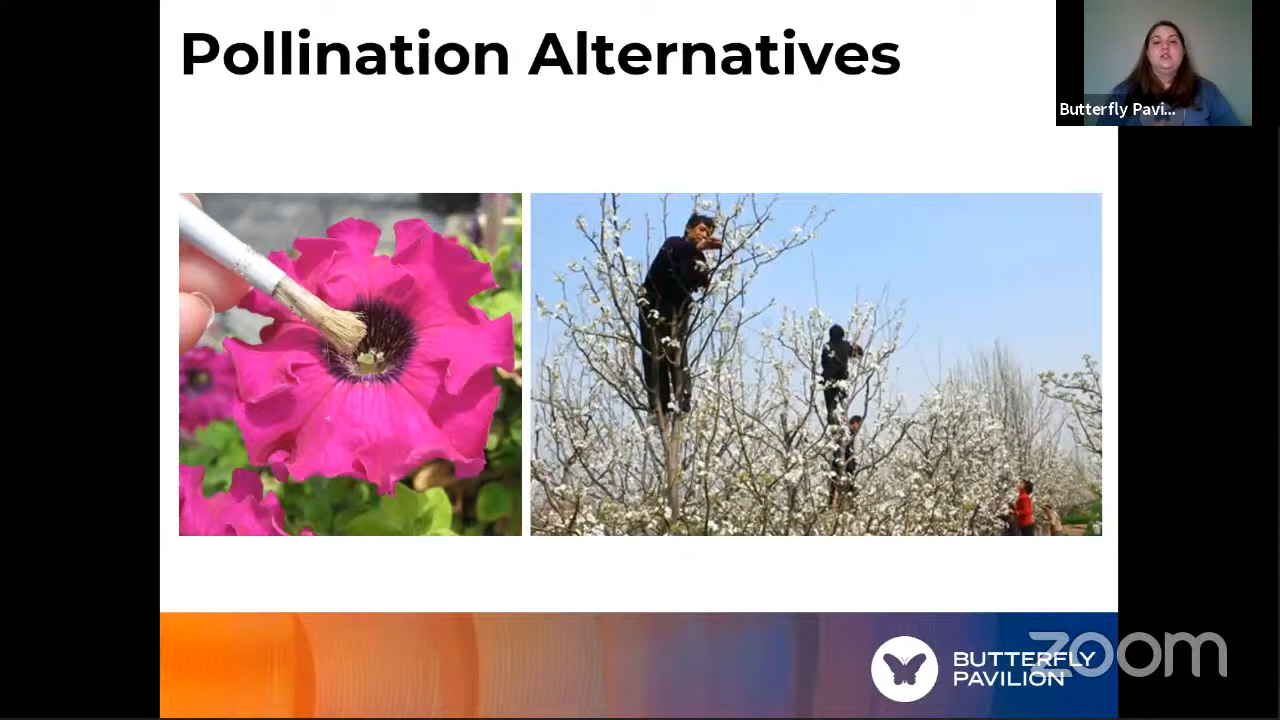 Pollination Alternatives
Butterfly Pavi...
BUTTERFLY
PAVILION
zoom